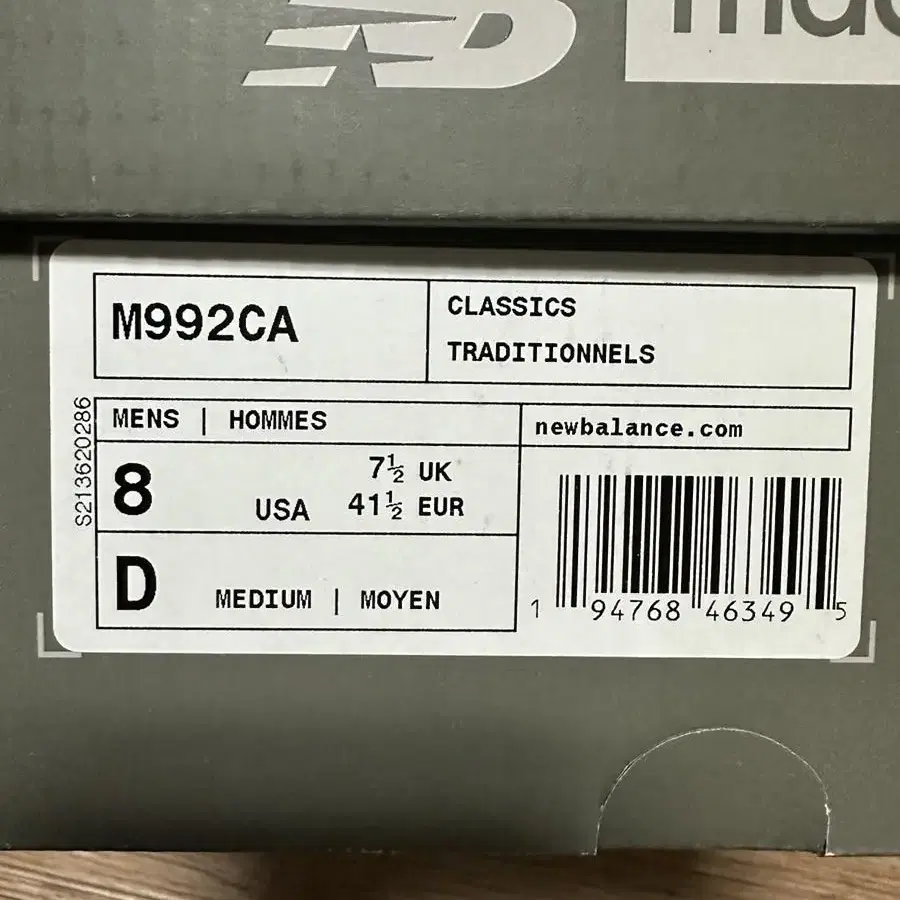 M992CA
CLASSICS
TRADITIONNELS
S213620286
MENS | HOMMES
newbalance.com
8 USA 7½ UK
41½ EUR
D MEDIUM | MOYEN
1 94768 46349 5